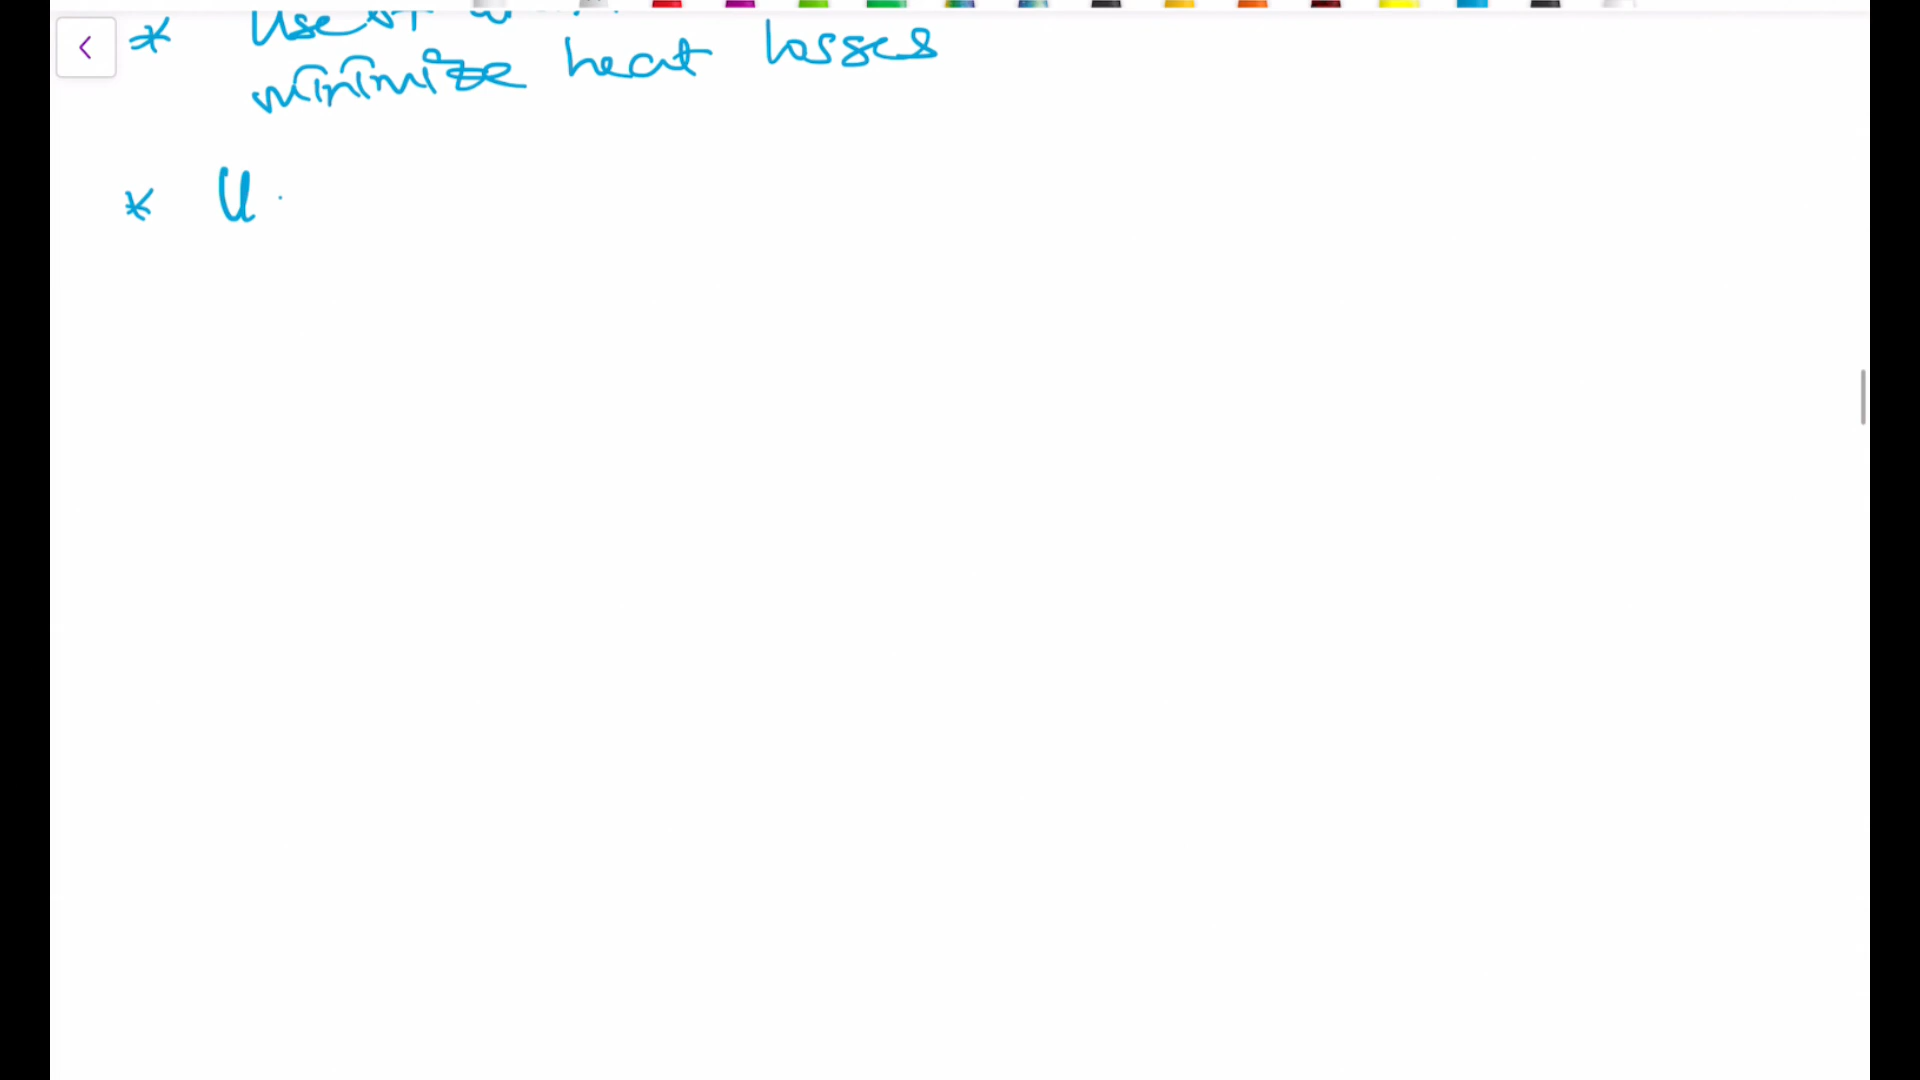 * Use of
minimize heat losses
* U